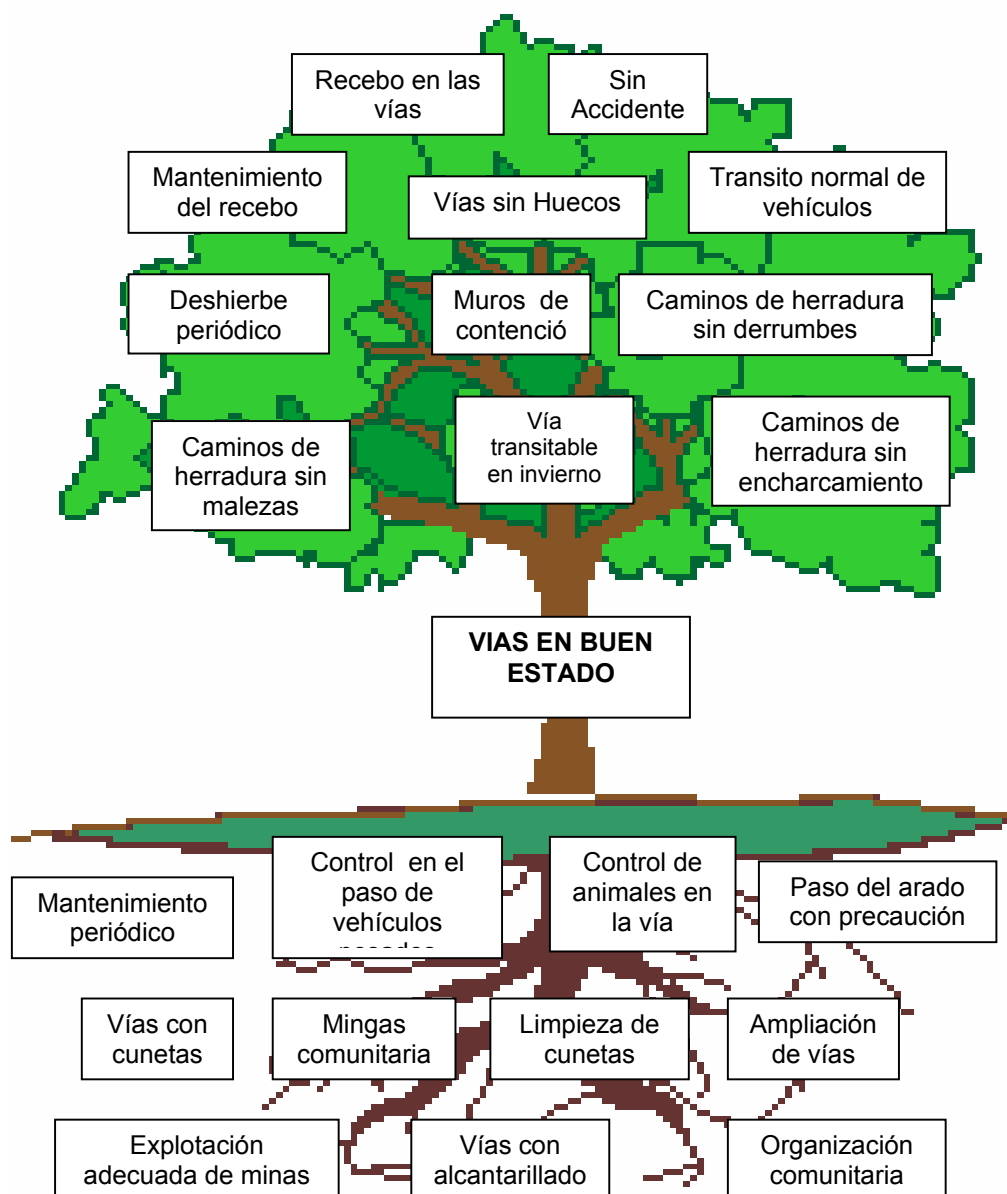 Recebo en las
vías
Sin
Accidente
Mantenimiento
del recebo
Vías sin Huecos
Transito normal de
vehículos
Deshierbe
periódico
Muros de
contenció
Caminos de herradura
sin derrumbes
Caminos de
herradura sin
malezas
Vía
transitable
en invierno
Caminos de
herradura sin
encharcamiento
VIAS EN BUEN
ESTADO
Mantenimiento
periódico
Control en el
paso de
vehículos
Control de
animales en
la vía
Paso del arado
con precaución
Vías con
cunetas
Mingas
comunitaria
Limpieza de
cunetas
Ampliación
de vías
Explotación
adecuada de minas
Vías con
alcantarillado
Organización
comunitaria